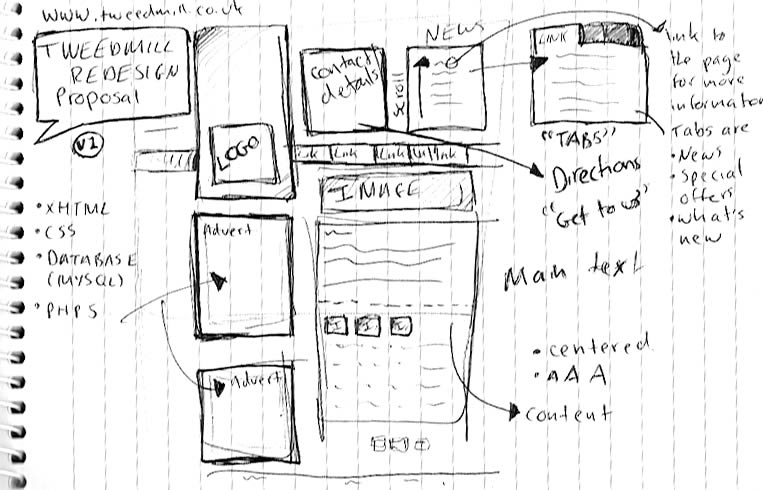 www.tweedmill.co.uk
TWEEDMILL
REDESIGN
Proposal
V1
• XHTML
• CSS
• DATABASE
(MYSQL)
• PHP5
LOGO
Contact
details
NEWS
Scroll
LINK
"TABS"
link to
the page
for more
information
Tabs are
• News
• Special
offers
• What's
new
Link
Link
Link
Link
Directions
"Get to us"
IMAGE
Advert
Main text
• centered
• AAA
Content
Advert